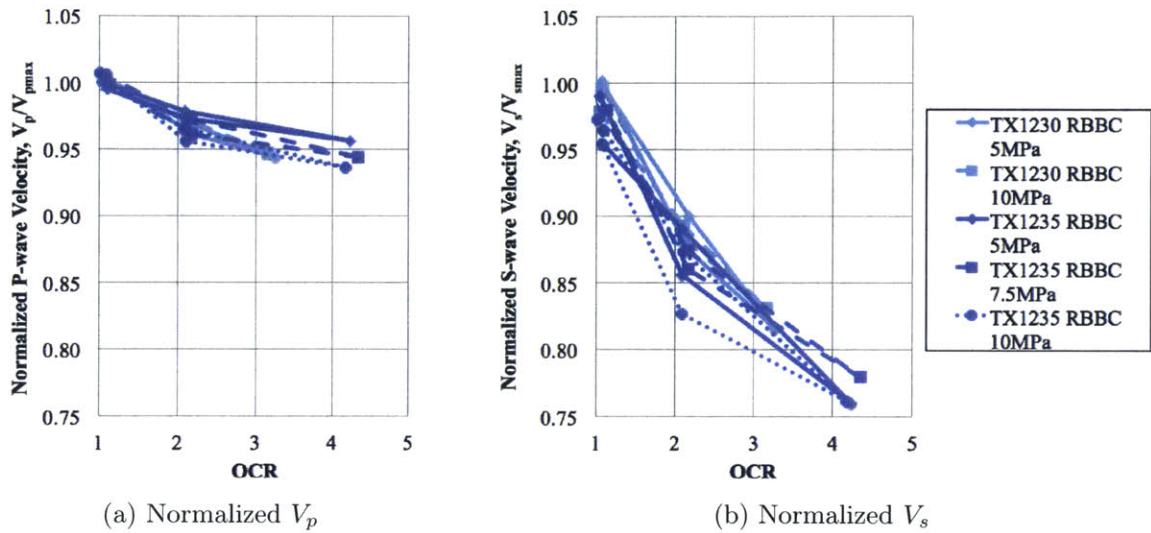 1.05
1.00
0.95
0.90
0.85
0.80
0.75
Normalized P-wave Velocity, Vp/Vpmax
1 2 3 4 5
OCR
(a) Normalized Vp
1.05
1.00
0.95
0.90
0.85
0.80
0.75
Normalized S-wave Velocity, Vs/Vsmax
1 2 3 4 5
OCR
(b) Normalized Vs
TX1230 RBBC
5MPa
TX1230 RBBC
10MPa
TX1235 RBBC
5MPa
TX1235 RBBC
7.5MPa
TX1235 RBBC
10MPa